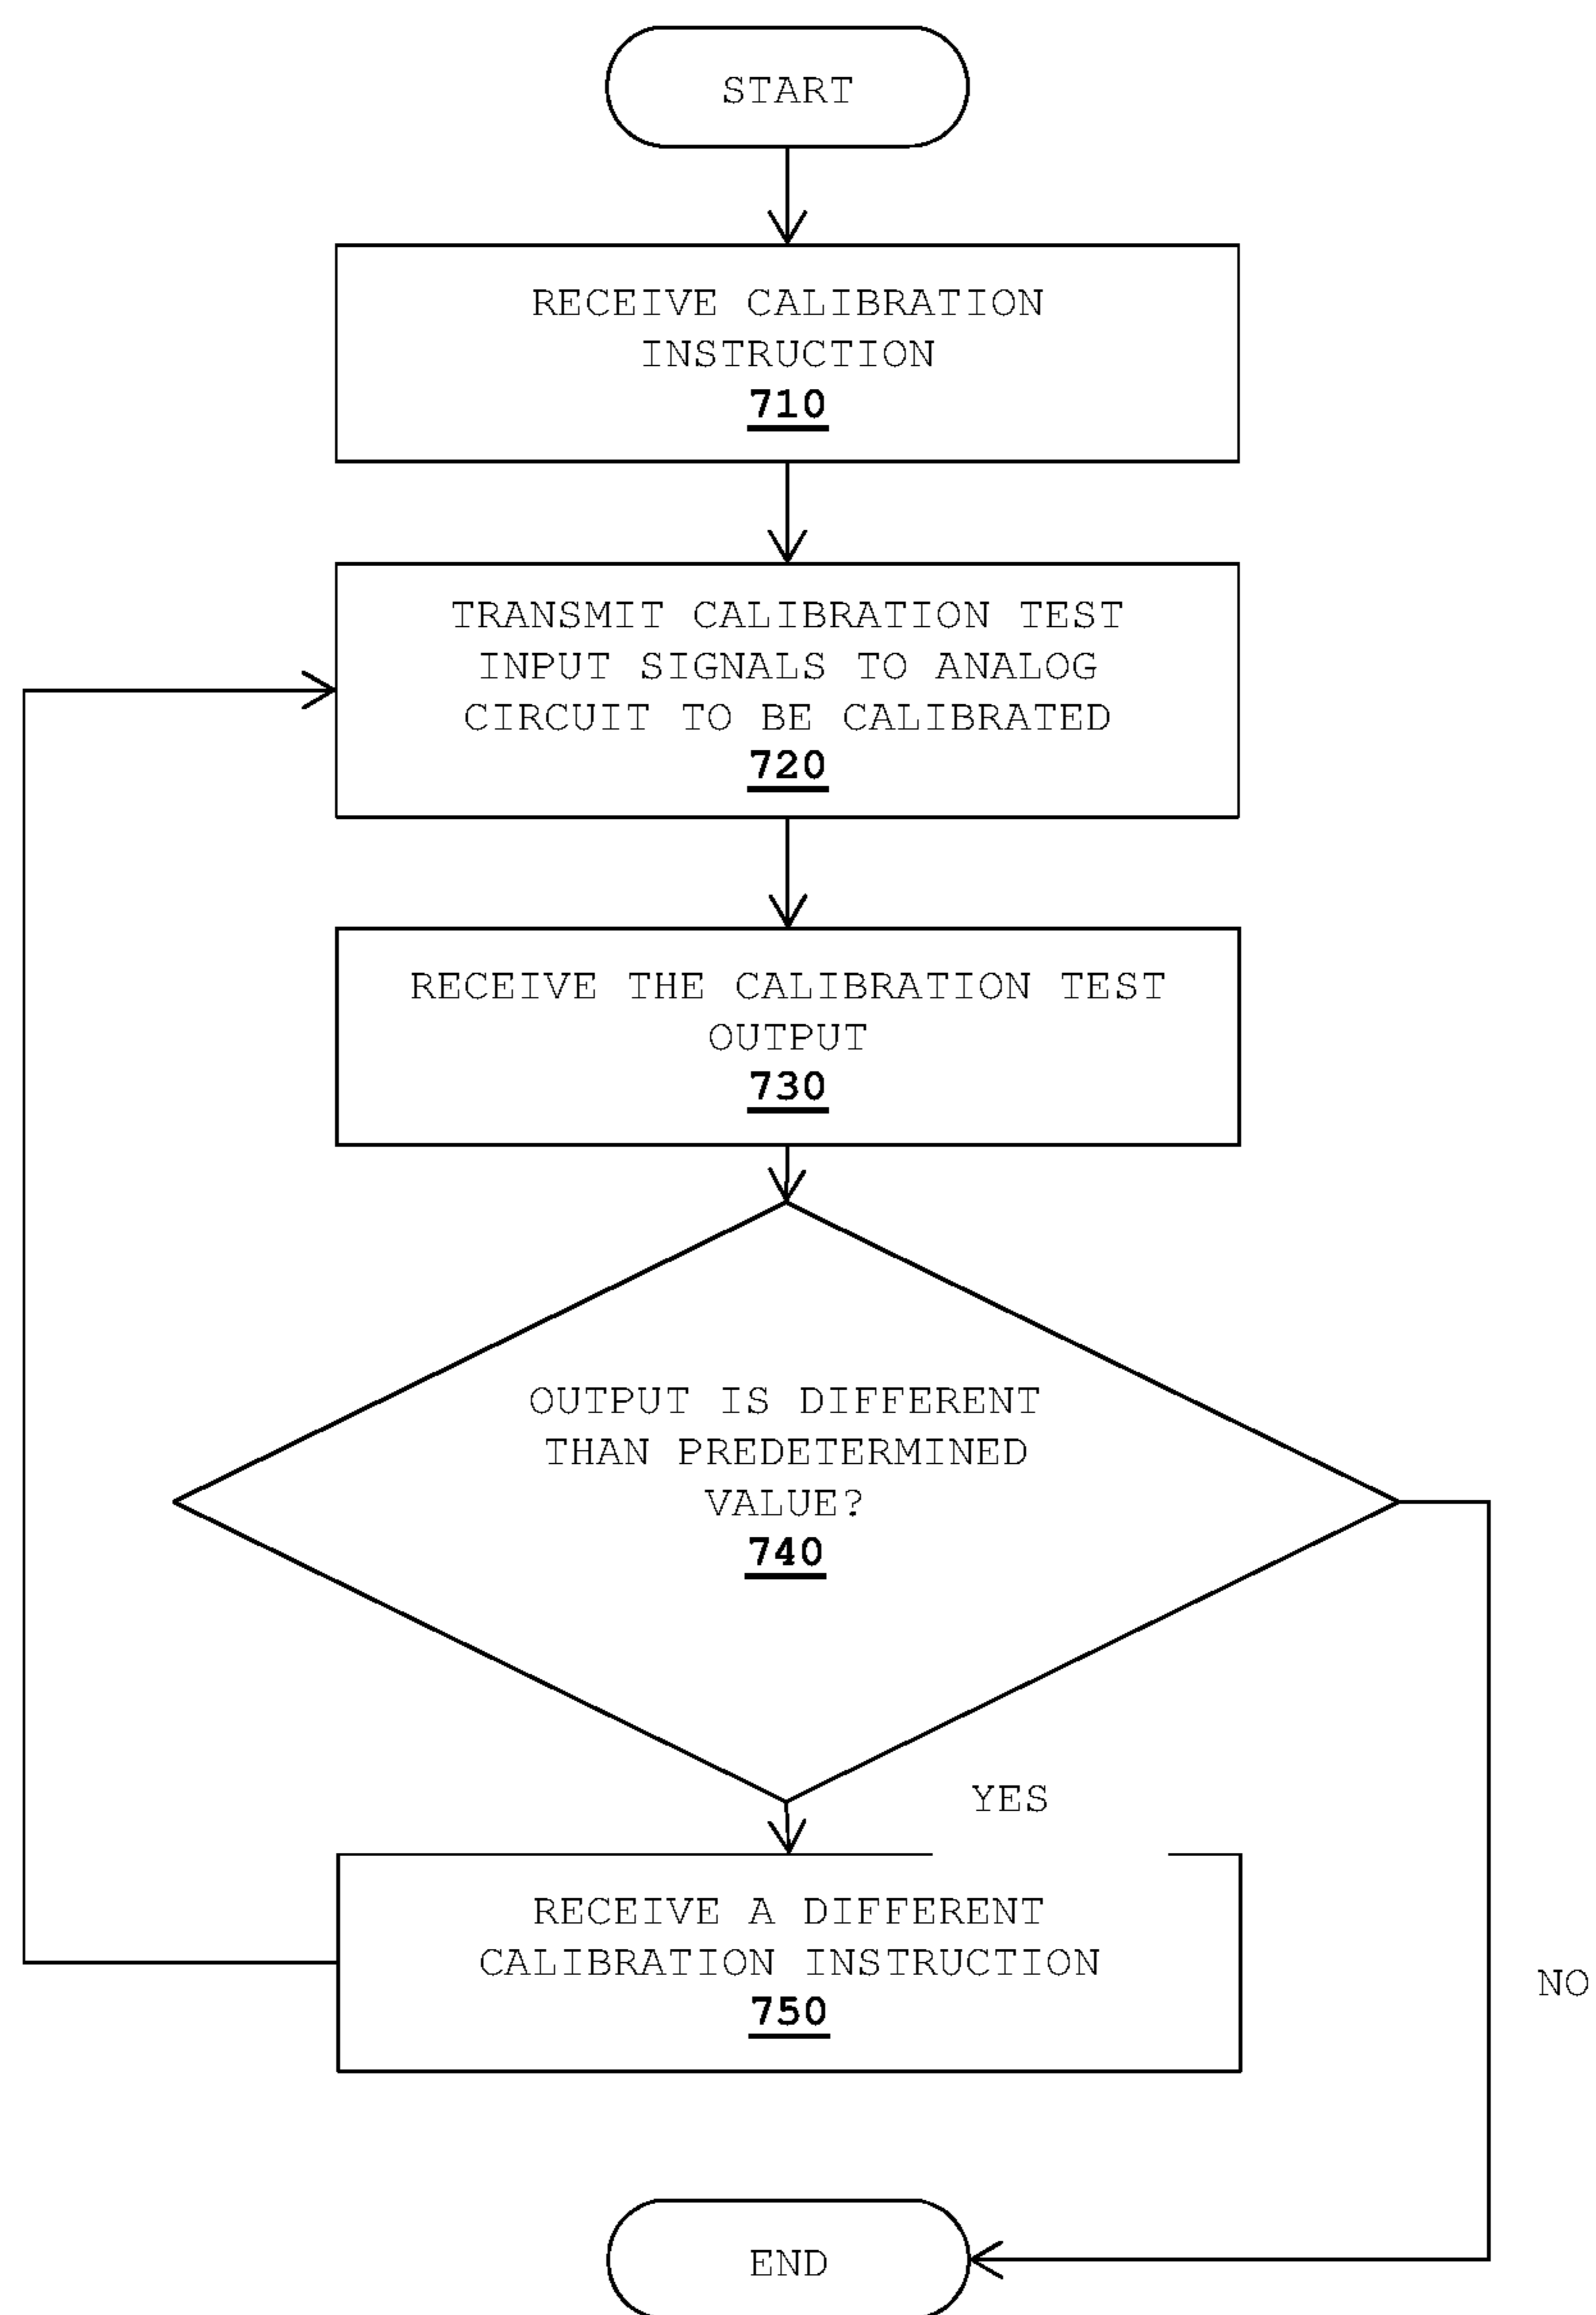 START
RECEIVE CALIBRATION
INSTRUCTION
710
TRANSMIT CALIBRATION TEST
INPUT SIGNALS TO ANALOG
CIRCUIT TO BE CALIBRATED
720
RECEIVE THE CALIBRATION TEST
OUTPUT
730
OUTPUT IS DIFFERENT
THAN PREDETERMINED
VALUE?
740
YES
RECEIVE A DIFFERENT
CALIBRATION INSTRUCTION
750
NO
END